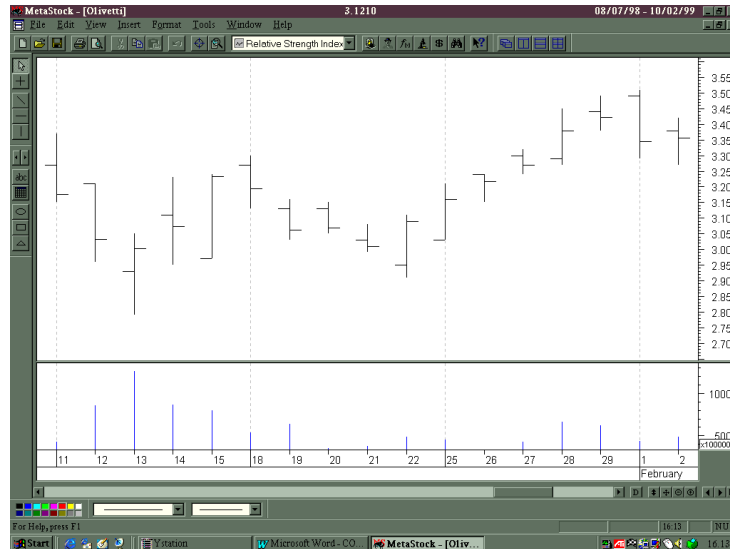 MetaStock - [Olivetti] 3.1210 08/07/98 - 10/02/99
File Edit View Insert Format Tools Window Help
Relative Strength Index
abc
3.55
3.50
3.45
3.40
3.35
3.30
3.25
3.20
3.15
3.10
3.05
3.00
2.95
2.90
2.85
2.80
2.75
2.70
1000
500
x100000
11 12 13 14 15 18 19 20 21 22 25 26 27 28 29 1 2
February
D
For Help, press F1 16:13 NU
Start Ystation Microsoft Word - CO... MetaStock - [Oliv... 16.13